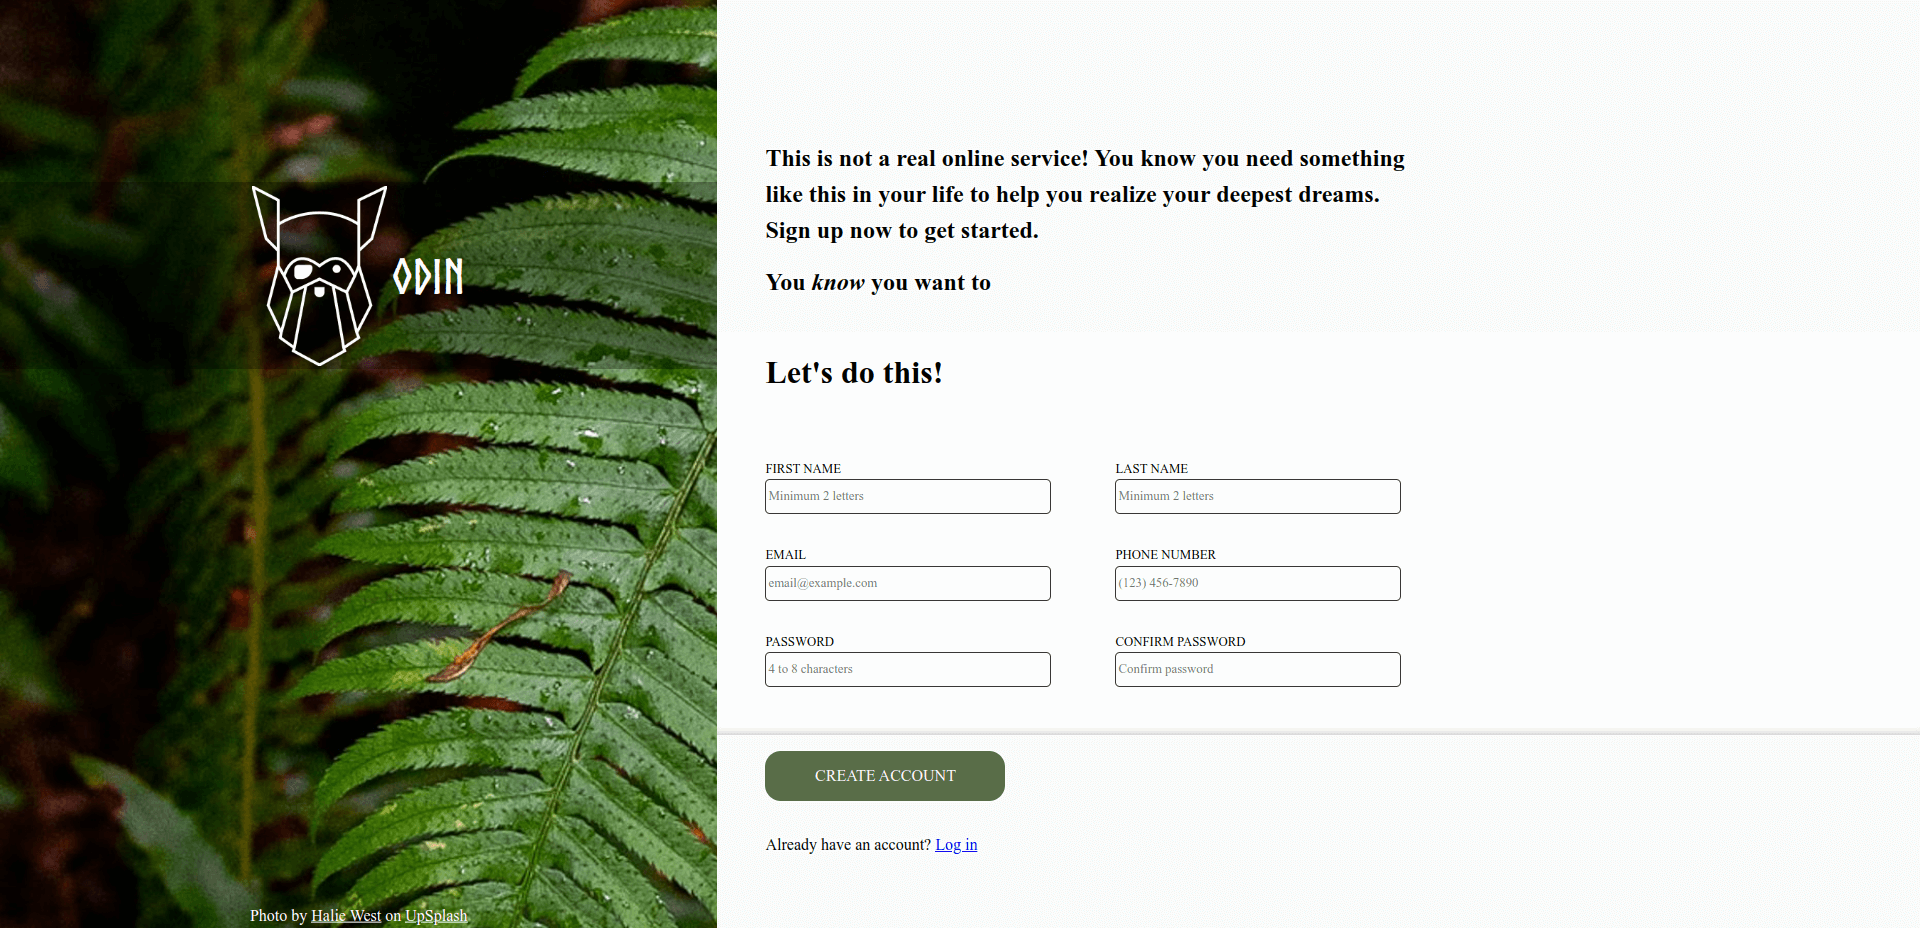 ODIN
Photo by Halie West on UpSplash
This is not a real online service! You know you need something
like this in your life to help you realize your deepest dreams.
Sign up now to get started.
You know you want to
Let's do this!
FIRST NAME
Minimum 2 letters
LAST NAME
Minimum 2 letters
EMAIL
email@example.com
PHONE NUMBER
(123) 456-7890
PASSWORD
4 to 8 characters
CONFIRM PASSWORD
Confirm password
CREATE ACCOUNT
Already have an account? Log in